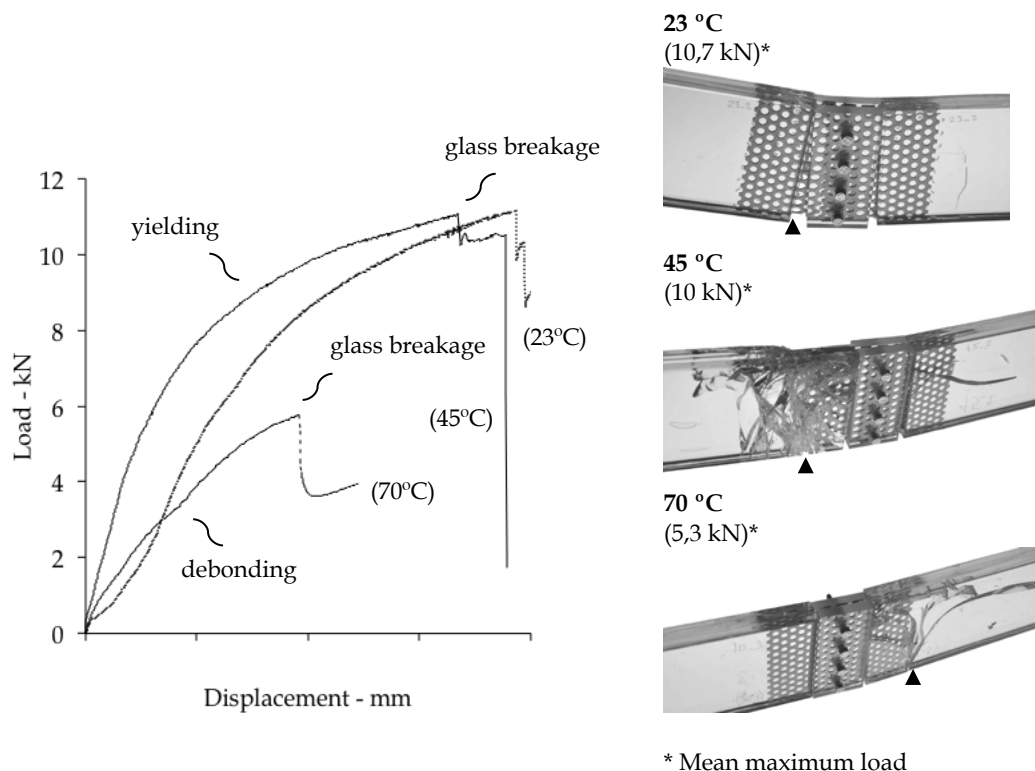 glass breakage
12
10
8
6
4
2
0
Load - kN
yielding
glass breakage
(23°C)
(45°C)
(70°C)
debonding
Displacement - mm
23 °C
(10,7 kN)*
45 °C
(10 kN)*
70 °C
(5,3 kN)*
* Mean maximum load